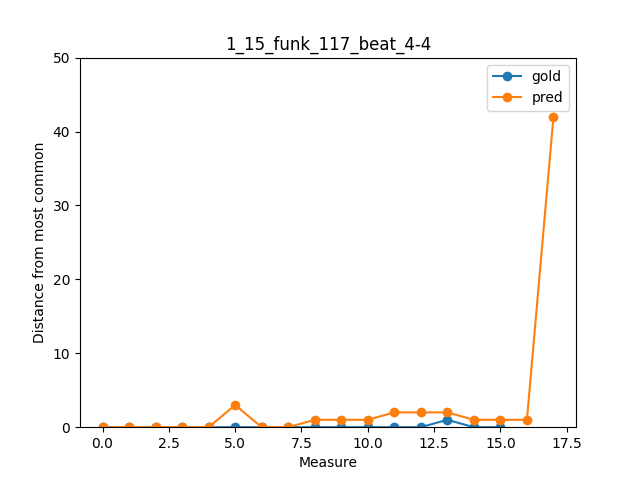 1_15_funk_117_beat_4-4
gold
pred
Distance from most common
50
40
30
20
10
0
0.0 2.5 5.0 7.5 10.0 12.5 15.0 17.5
Measure